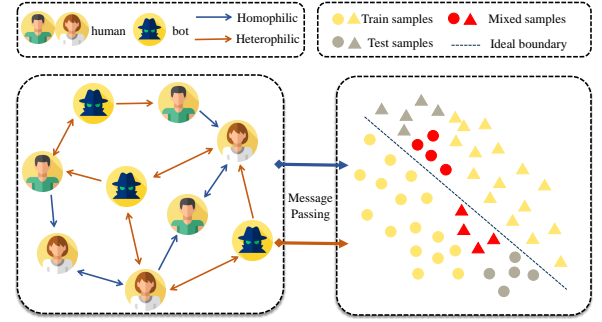 human
bot
Homophilic
Heterophilic
Train samples
Mixed samples
Test samples
Ideal boundary
Message
Passing